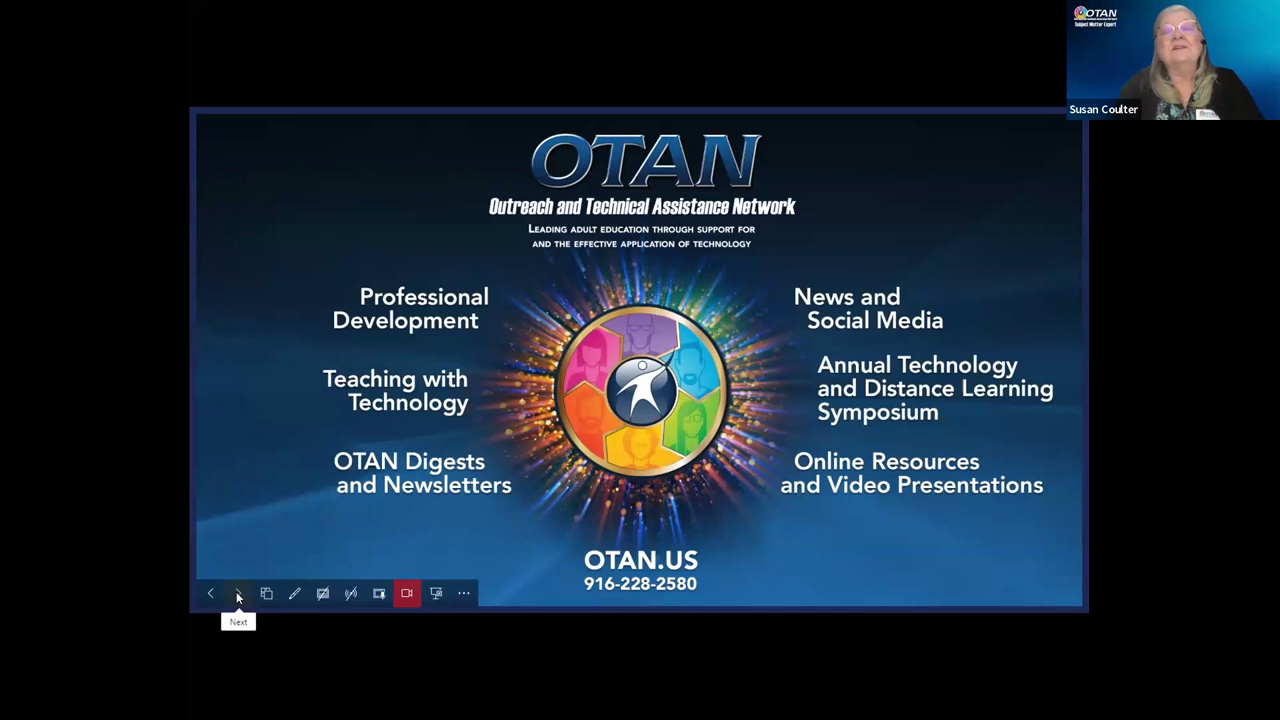 OTAN
Subject Matter Expert
Susan Coulter
OTAN
Outreach and Technical Assistance Network
LEADING ADULT EDUCATION THROUGH SUPPORT FOR
AND THE EFFECTIVE APPLICATION OF TECHNOLOGY
Professional
Development
Teaching with
Technology
OTAN Digests
and Newsletters
News and
Social Media
Annual Technology
and Distance Learning
Symposium
Online Resources
and Video Presentations
OTAN.US
916-228-2580
Next